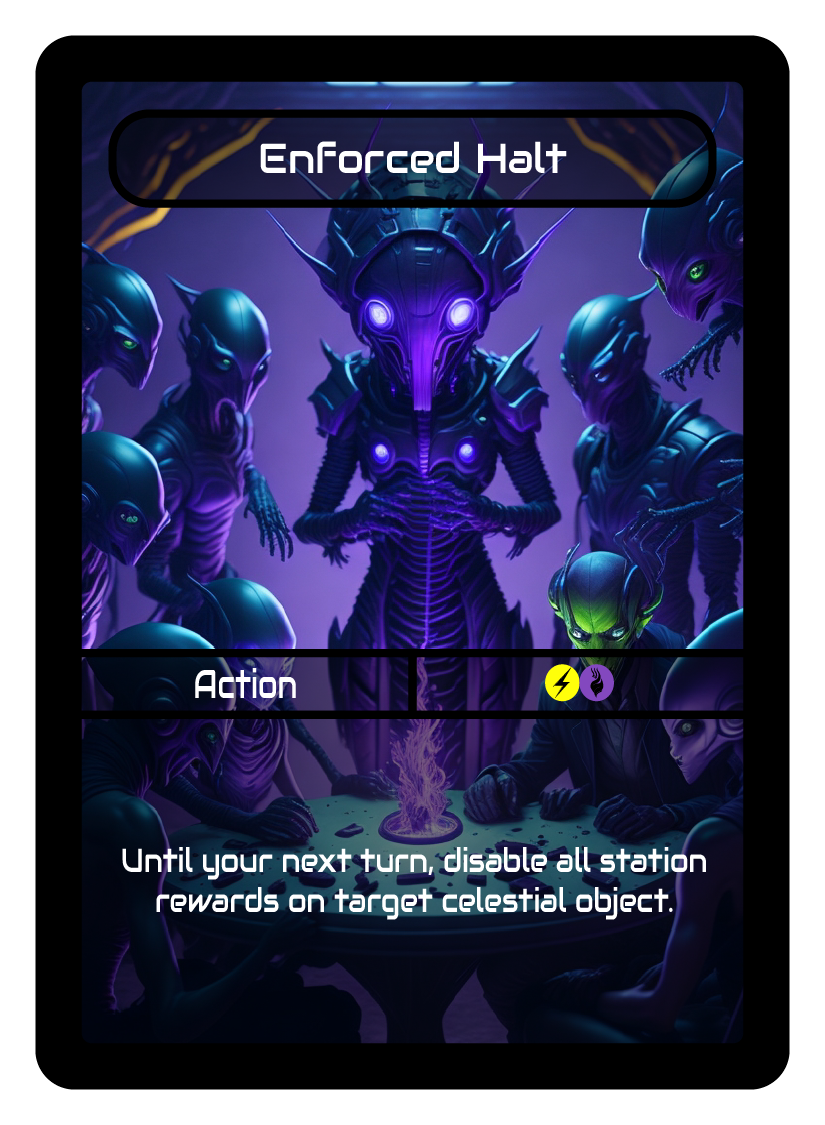 Enforced Halt
Action
Until your next turn, disable all station
rewards on target celestial object.